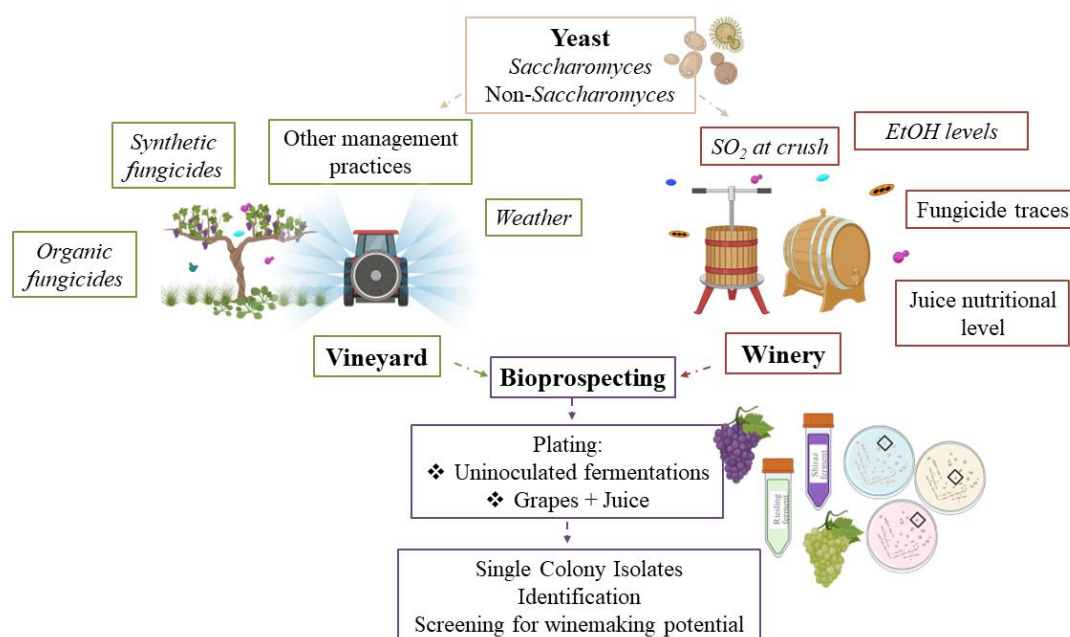 Yeast
Saccharomyces
Non-Saccharomyces
Synthetic
fungicides
Other management
practices
SO₂ at crush
EtOH levels
Weather
Fungicide traces
Organic
fungicides
Juice nutritional
level
Vineyard
Winery
Bioprospecting
Plating:
❖ Uninoculated fermentations
❖ Grapes + Juice
Shiraz
ferment
Riesling
ferment
Single Colony Isolates
Identification
Screening for winemaking potential